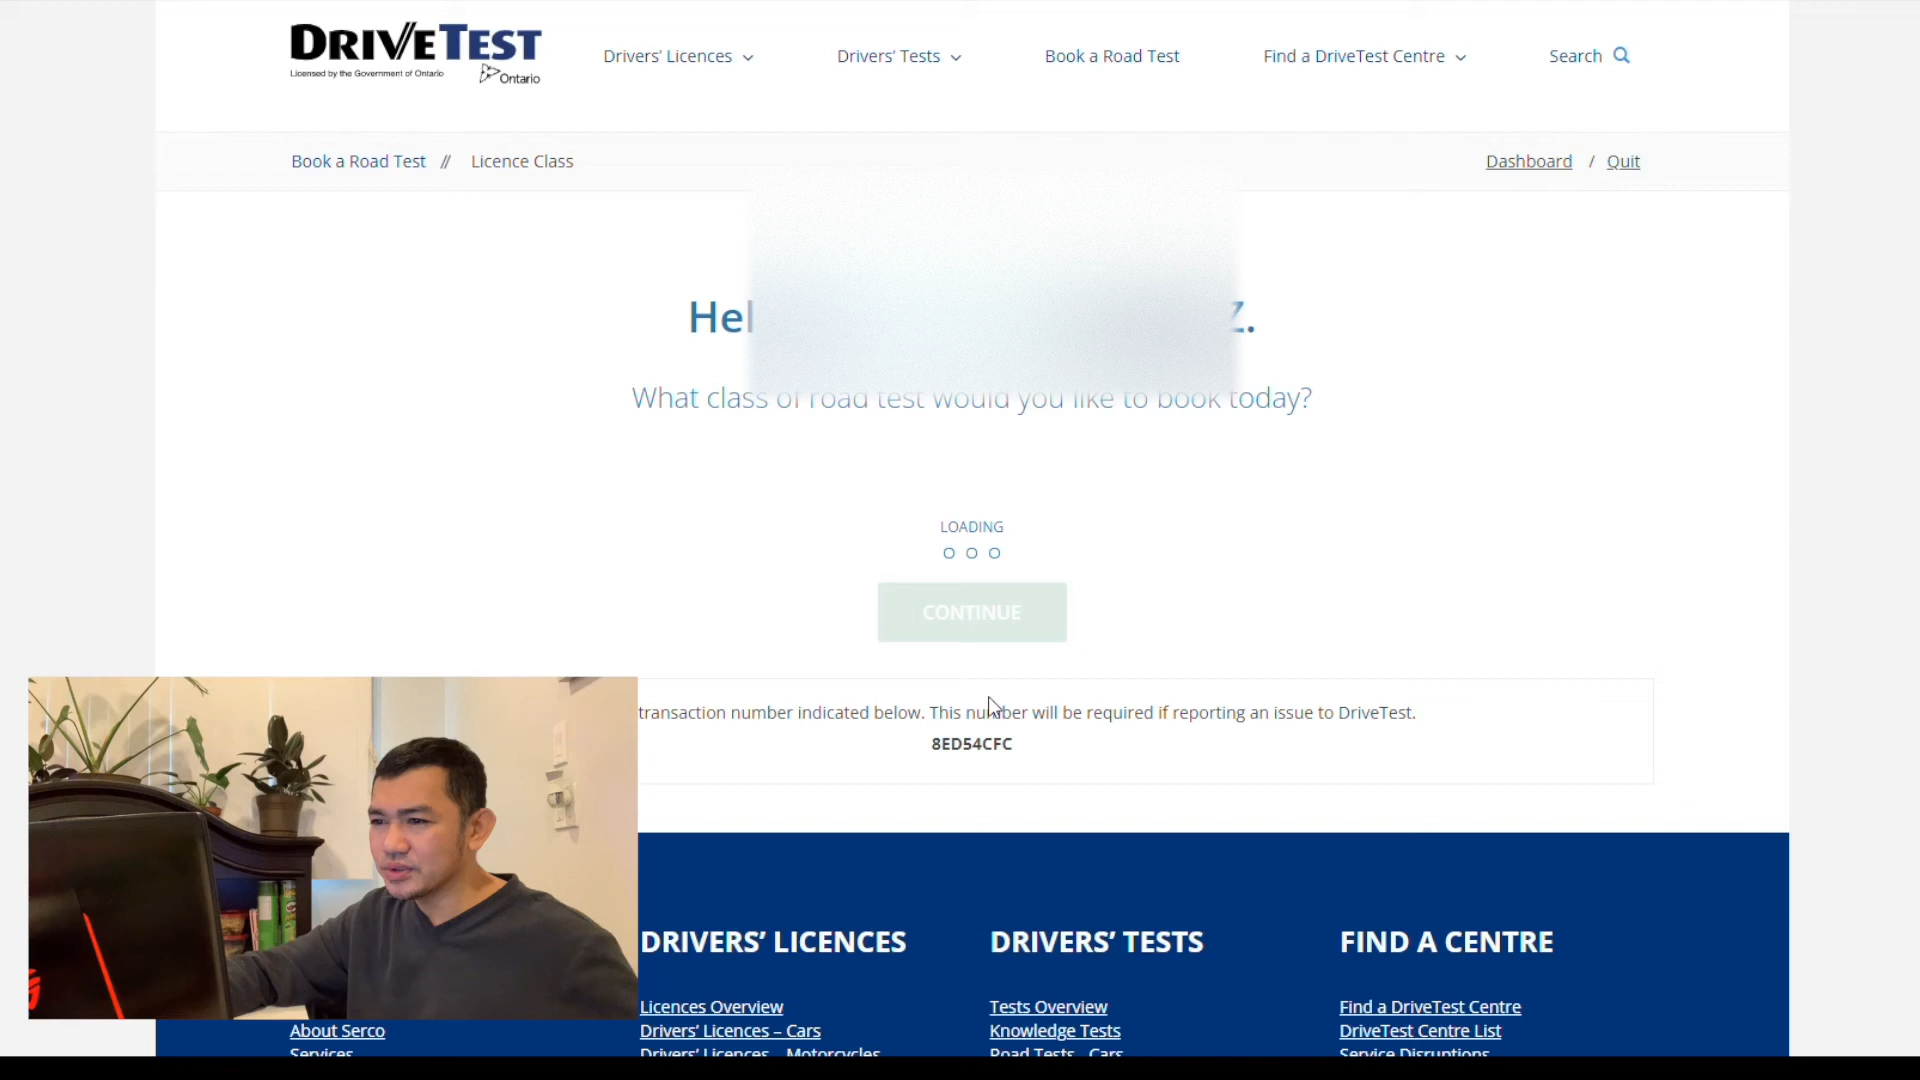 DRIVETEST
Licensed by the Government of Ontario
Ontario
Drivers' Licences
Drivers' Tests
Book a Road Test
Find a DriveTest Centre
Search
Book a Road Test // Licence Class
Dashboard / Quit
Z.
What class of road test would you like to book today?
LOADING
CONTINUE
transaction number indicated below. This number will be required if reporting an issue to DriveTest.
8ED54CFC
DRIVERS' LICENCES
DRIVERS' TESTS
FIND A CENTRE
Licences Overview
Tests Overview
Find a DriveTest Centre
About Serco
Drivers' Licences – Cars
Knowledge Tests
DriveTest Centre List
Services
Drivers' Licences – Motorcycles
Road Tests – Cars
Service Disruptions